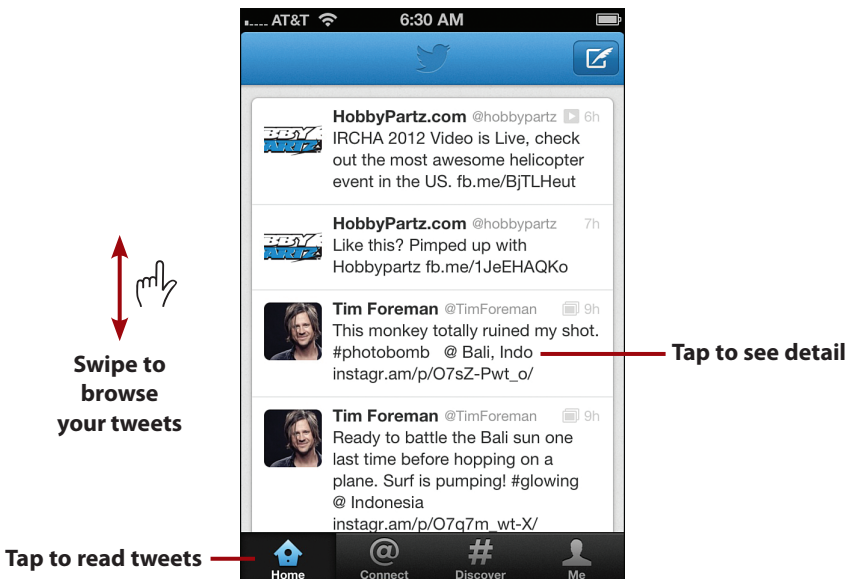 AT&T 6:30 AM
HobbyPartz.com @hobbypartz 6h
IRCHA 2012 Video is Live, check
out the most awesome helicopter
event in the US. fb.me/BjTLHeut
HobbyPartz.com @hobbypartz 7h
Like this? Pimped up with
Hobbypartz fb.me/1JeEHAQKo
Tim Foreman @TimForeman 9h
This monkey totally ruined my shot.
#photobomb @ Bali, Indo
instagr.am/p/O7sZ-Pwt_o/
Tim Foreman @TimForeman 9h
Ready to battle the Bali sun one
last time before hopping on a
plane. Surf is pumping! #glowing
@ Indonesia
instagr.am/p/O7q7m_wt-X/
Swipe to
browse
your tweets
Tap to see detail
Tap to read tweets
Home Connect Discover Me